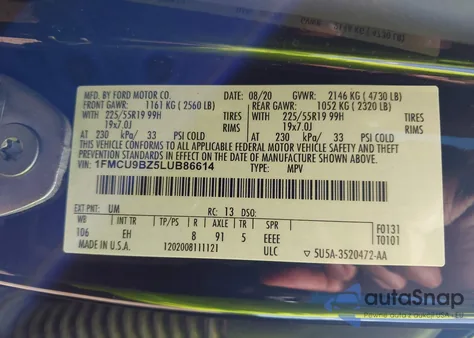 MFD. BY FORD MOTOR CO.
DATE: 08/20 GVWR: 2146 KG (4730 LB)
FRONT GAWR: 1161 KG (2560 LB) REAR GAWR: 1052 KG (2320 LB)
WITH 225/55R19 99H WITH 225/55R19 99H
19x7.0J 19x7.0J
AT 230 kPa/ 33 PSI COLD AT 230 kPa/ 33 PSI COLD
THIS VEHICLE CONFORMS TO ALL APPLICABLE FEDERAL MOTOR VEHICLE SAFETY AND THEFT PREVENTION STANDARDS IN EFFECT ON THE DATE OF MANUFACTURE SHOWN ABOVE.
VIN: 1FMCU9BZ5LUB86614 TYPE: MPV
EXT PNT: UM RC: 13 DSO: F0131
WB INT TR TP/PS R AXLE TR SPR T0101
106 EH 8 91 5 EEEE
MADE IN U.S.A. 1202008111121 ULC 5U5A-3520472-AA
autoSnap